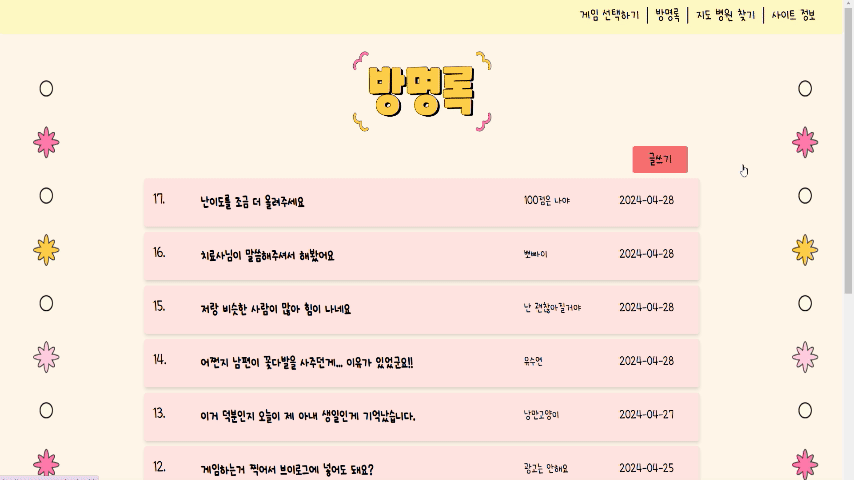 게임 선택하기 | 방명록 | 지도 병원 찾기 | 사이트 정보
방명록
글쓰기
17. 난이도를 조금 더 올려주세요 100점은 나야 2024-04-28
16. 치료사님이 말씀해주셔서 해봤어요 뽀빠이 2024-04-28
15. 저랑 비슷한 사람이 많아 힘이 나네요 난 괜찮아질거야 2024-04-28
14. 어쩐지 남편이 꽃다발을 사주던게... 이유가 있었군요!! 유수연 2024-04-28
13. 이거 덕분인지 오늘이 제 아내 생일인게 기억났습니다. 낭만고양이 2024-04-27
12. 게임하는거 찍어서 브이로그에 넣어도 돼요? 광고는 안해요 2024-04-25